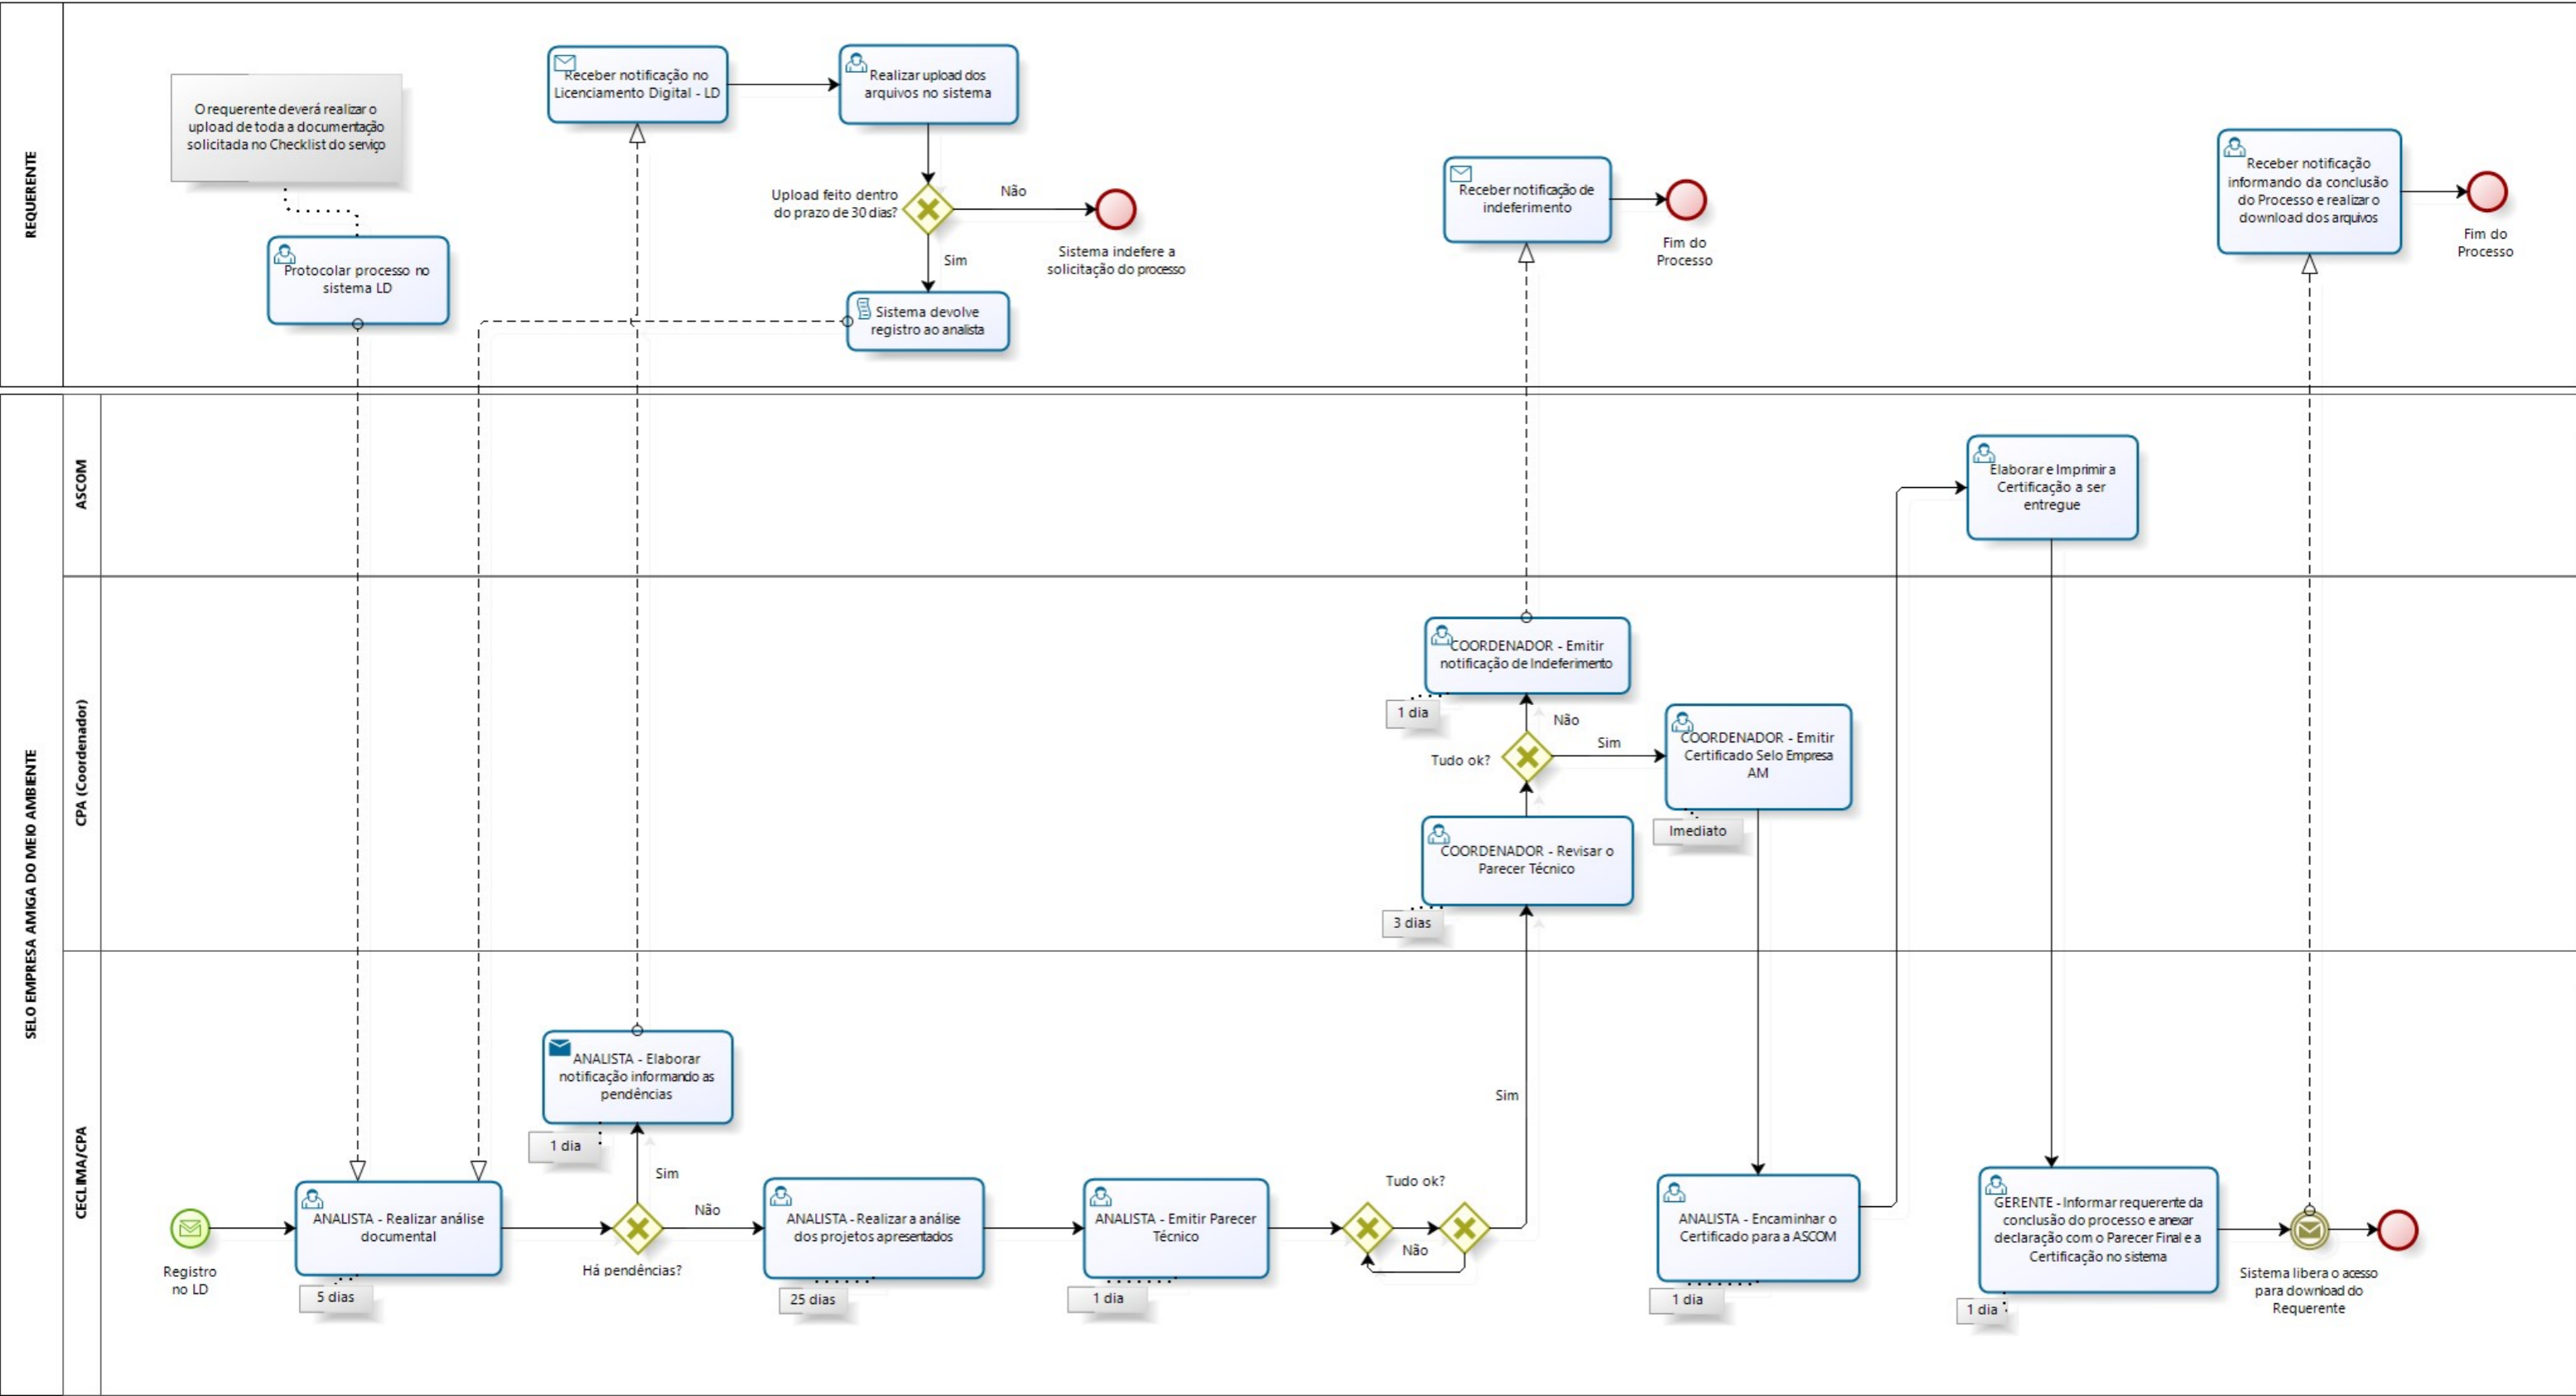 REQUERENTE
O requerente deverá realizar o
upload de toda a documentação
solicitada no Checklist do serviço
Protocolar processo no
sistema LD
Receber notificação no
Licenciamento Digital - LD
Realizar upload dos
arquivos no sistema
Upload feito dentro
do prazo de 30 dias?
Não
Sistema indefere a
solicitação do processo
Sim
Sistema devolve
registro ao analista
Receber notificação de
indeferimento
Fim do
Processo
Receber notificação
informando da conclusão
do Processo e realizar o
download dos arquivos
Fim do
Processo
SELO EMPRESA AMIGA DO MEIO AMBIENTE
ASCOM
Elaborar e Imprimir a
Certificação a ser
entregue
CPA (Coordenador)
COORDENADOR - Emitir
notificação de Indeferimento
1 dia
Não
Tudo ok?
Sim
COORDENADOR - Emitir
Certificado Selo Empresa
AM
Imediato
COORDENADOR - Revisar o
Parecer Técnico
3 dias
CECLIMA/CPA
Registro
no LD
ANALISTA - Realizar análise
documental
5 dias
ANALISTA - Elaborar
notificação informando as
pendências
1 dia
Sim
Há pendências?
Não
ANALISTA - Realizar a análise
dos projetos apresentados
25 dias
ANALISTA - Emitir Parecer
Técnico
1 dia
Tudo ok?
Não
Sim
ANALISTA - Encaminhar o
Certificado para a ASCOM
1 dia
GERENTE - Informar requerente da
conclusão do processo e anexar
declaração com o Parecer Final e a
Certificação no sistema
1 dia
Sistema libera o acesso
para download do
Requerente